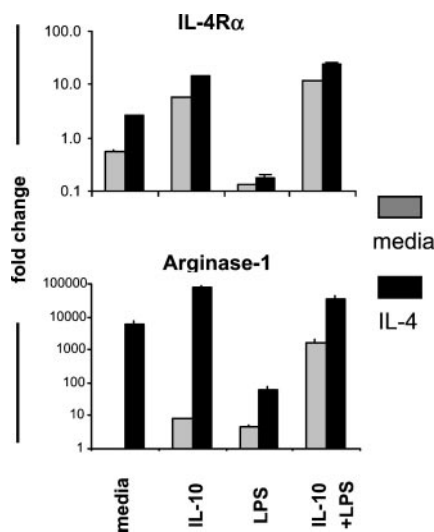 IL-4Rα
100.0
10.0
1.0
0.1
fold change
media
IL-4
Arginase-1
100000
10000
1000
100
10
1
media
IL-10
LPS
IL-10
+LPS